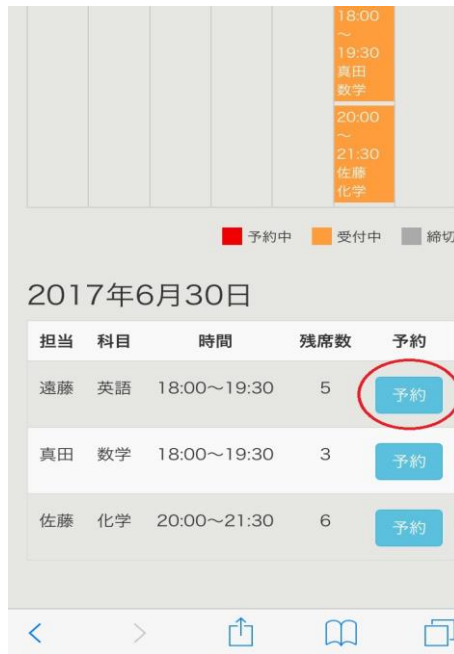 18:00
～
19:30
真田
数学
20:00
～
21:30
佐藤
化学
予約中 受付中 締切
2017年6月30日
担当 科目 時間 残席数 予約
遠藤 英語 18:00～19:30 5 予約
真田 数学 18:00～19:30 3 予約
佐藤 化学 20:00～21:30 6 予約